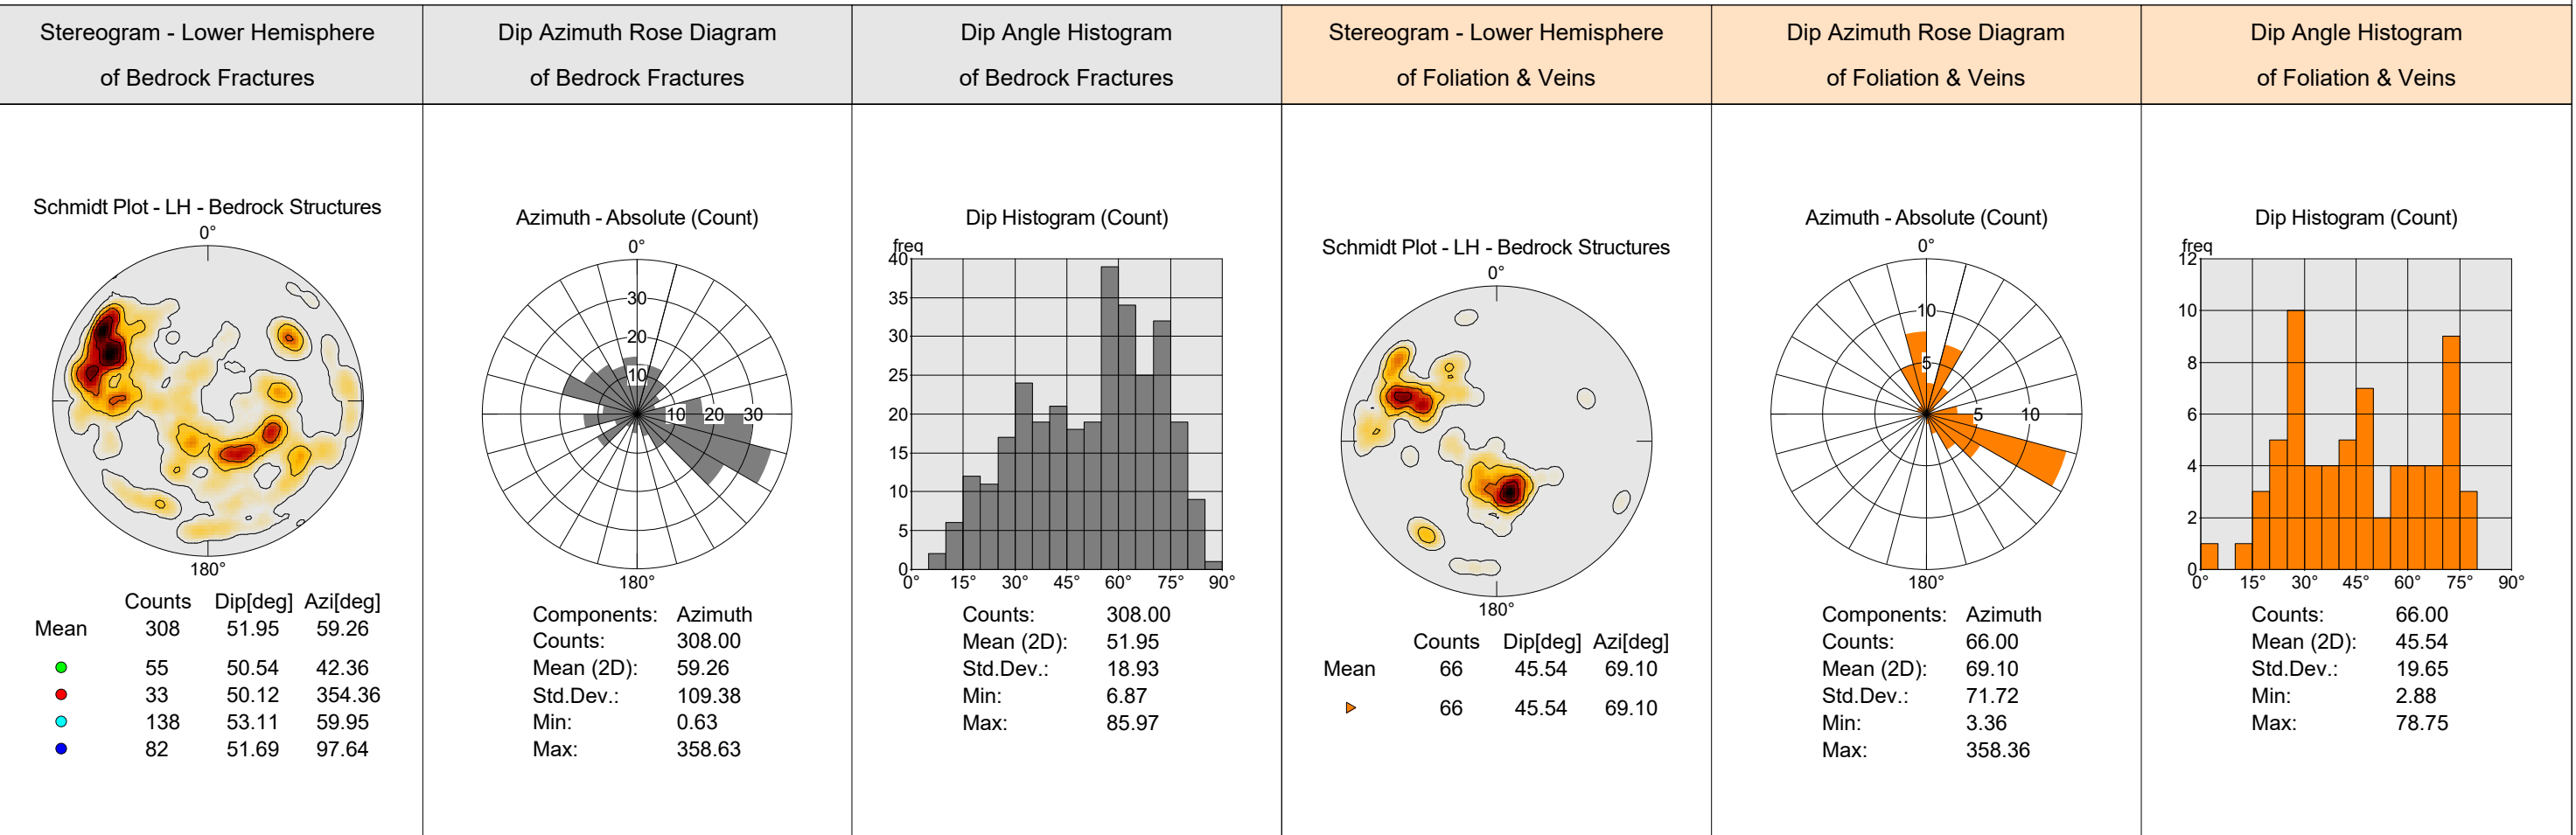 Stereogram - Lower Hemisphere
of Bedrock Fractures
Dip Azimuth Rose Diagram
of Bedrock Fractures
Dip Angle Histogram
of Bedrock Fractures
Stereogram - Lower Hemisphere
of Foliation & Veins
Dip Azimuth Rose Diagram
of Foliation & Veins
Dip Angle Histogram
of Foliation & Veins
Schmidt Plot - LH - Bedrock Structures
0°
180°
Counts Dip[deg] Azi[deg]
Mean 308 51.95 59.26
55 50.54 42.36
33 50.12 354.36
138 53.11 59.95
82 51.69 97.64
Azimuth - Absolute (Count)
0°
30
20
10
10 20 30
180°
Components: Azimuth
Counts: 308.00
Mean (2D): 59.26
Std.Dev.: 109.38
Min: 0.63
Max: 358.63
Dip Histogram (Count)
freq
40
35
30
25
20
15
10
5
0
0° 15° 30° 45° 60° 75° 90°
Counts: 308.00
Mean (2D): 51.95
Std.Dev.: 18.93
Min: 6.87
Max: 85.97
Schmidt Plot - LH - Bedrock Structures
0°
180°
Counts Dip[deg] Azi[deg]
Mean 66 45.54 69.10
66 45.54 69.10
Azimuth - Absolute (Count)
0°
10
5
5 10
180°
Components: Azimuth
Counts: 66.00
Mean (2D): 69.10
Std.Dev.: 71.72
Min: 3.36
Max: 358.36
Dip Histogram (Count)
freq
12
10
8
6
4
2
0
0° 15° 30° 45° 60° 75° 90°
Counts: 66.00
Mean (2D): 45.54
Std.Dev.: 19.65
Min: 2.88
Max: 78.75